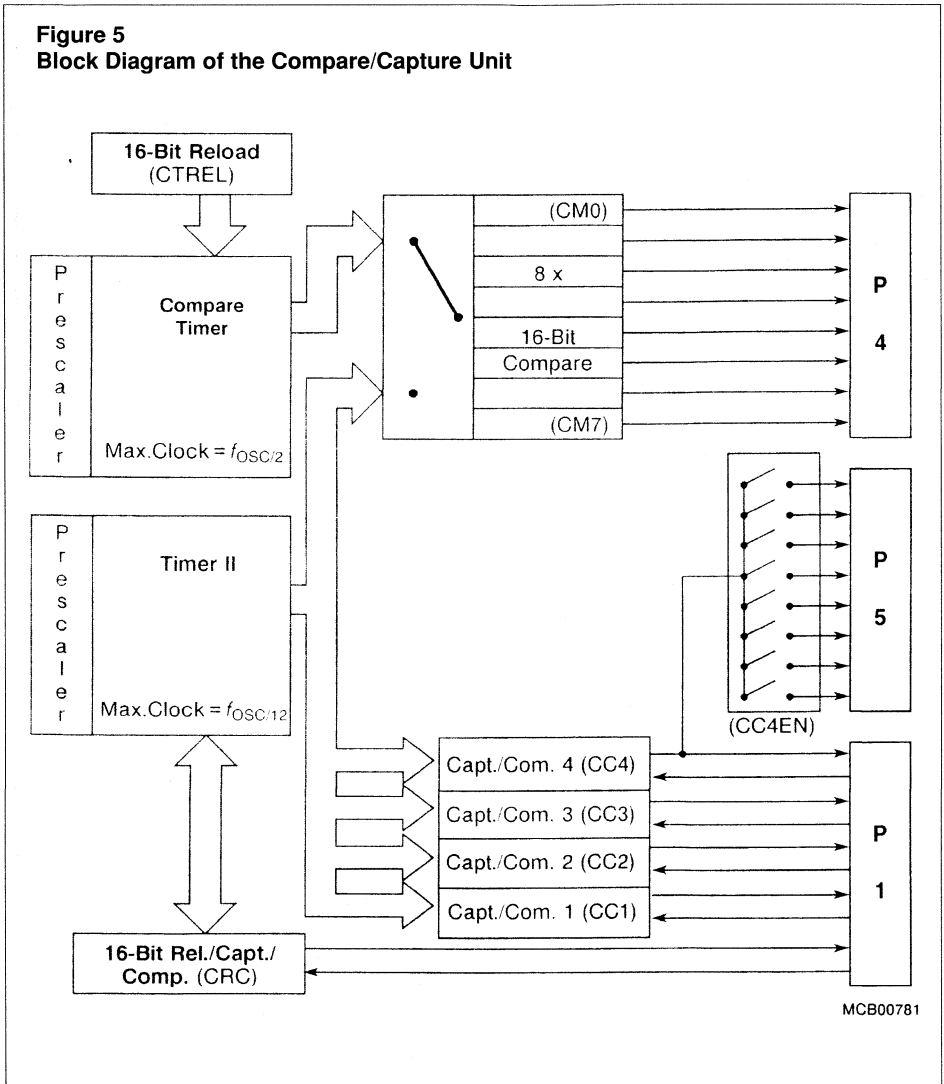 Figure 5
Block Diagram of the Compare/Capture Unit
16-Bit Reload
(CTREL)
Prescaler
Compare
Timer
Max.Clock = fOSC/2
(CM0)
8 x
16-Bit
Compare
(CM7)
P
4
Prescaler
Timer II
Max.Clock = fOSC/12
P
5
(CC4EN)
Capt./Com. 4 (CC4)
Capt./Com. 3 (CC3)
Capt./Com. 2 (CC2)
Capt./Com. 1 (CC1)
P
1
16-Bit Rel./Capt./
Comp. (CRC)
MCB00781